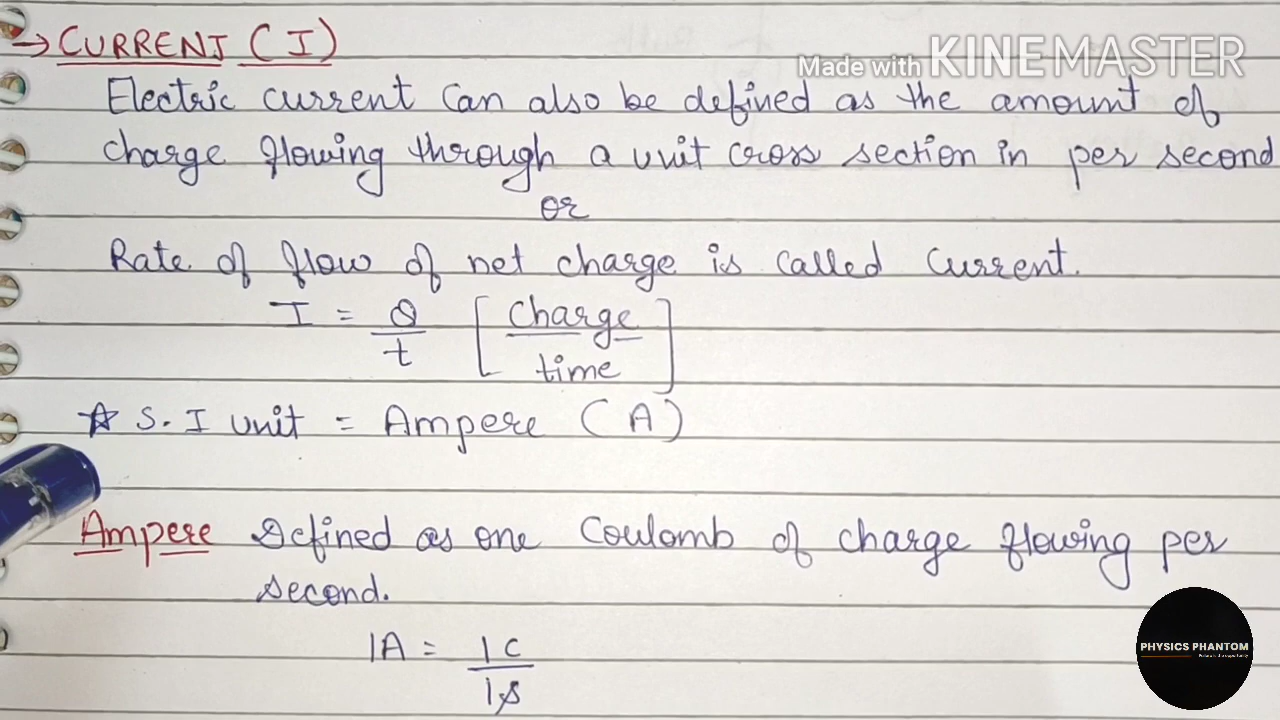 → CURRENT (I)
Made with KINEMASTER
Electric current can also be defined as the amount of
charge flowing through a unit cross section in per second
or
Rate of flow of net charge is called current.
I = Q/t [charge/time]
☆ S.I unit = Ampere (A)
Ampere Defined as one Coulomb of charge flowing per
second.
1A = 1C/1s
PHYSICS PHANTOM